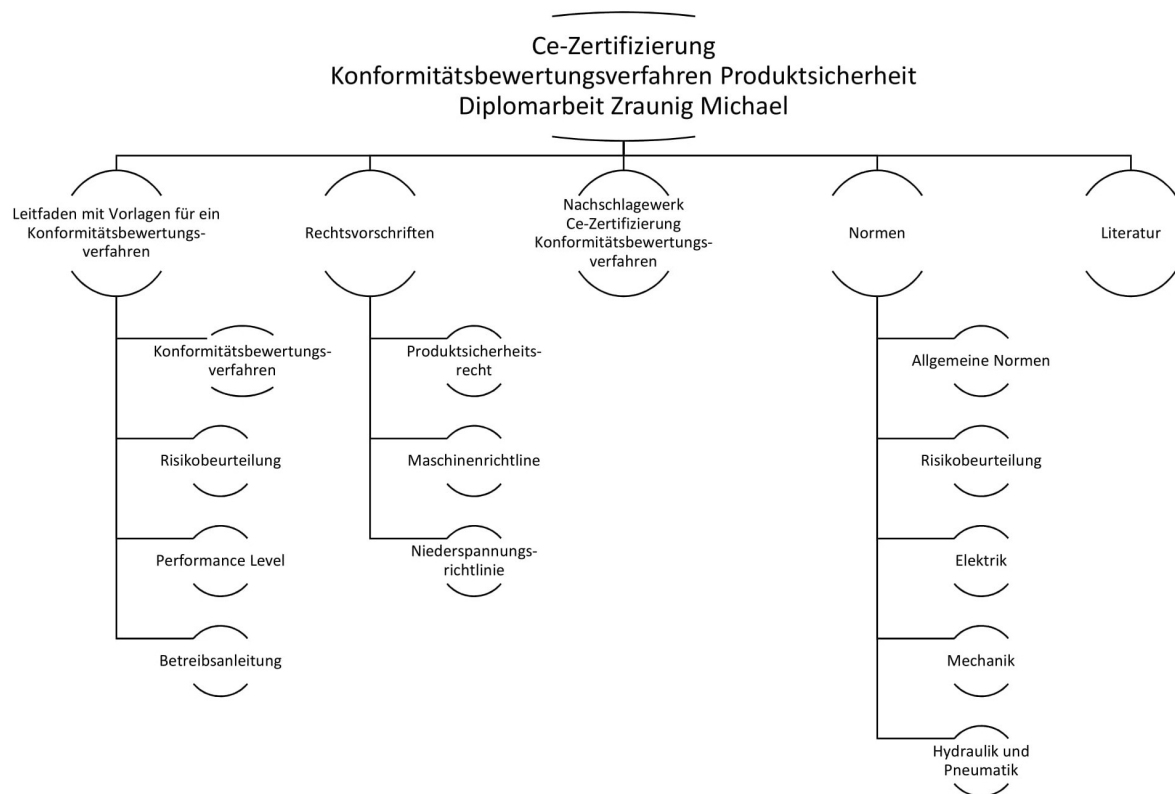 Ce-Zertifizierung
Konformitätsbewertungsverfahren Produktsicherheit
Diplomarbeit Zraunig Michael
Leitfaden mit Vorlagen für ein
Konformitätsbewertungs-
verfahren
Konformitätsbewertungs-
verfahren
Risikobeurteilung
Performance Level
Betreibsanleitung
Rechtsvorschriften
Produktsicherheits-
recht
Maschinenrichtline
Niederspannungs-
richtlinie
Nachschlagewerk
Ce-Zertifizierung
Konformitätsbewertungs-
verfahren
Normen
Allgemeine Normen
Risikobeurteilung
Elektrik
Mechanik
Hydraulik und
Pneumatik
Literatur